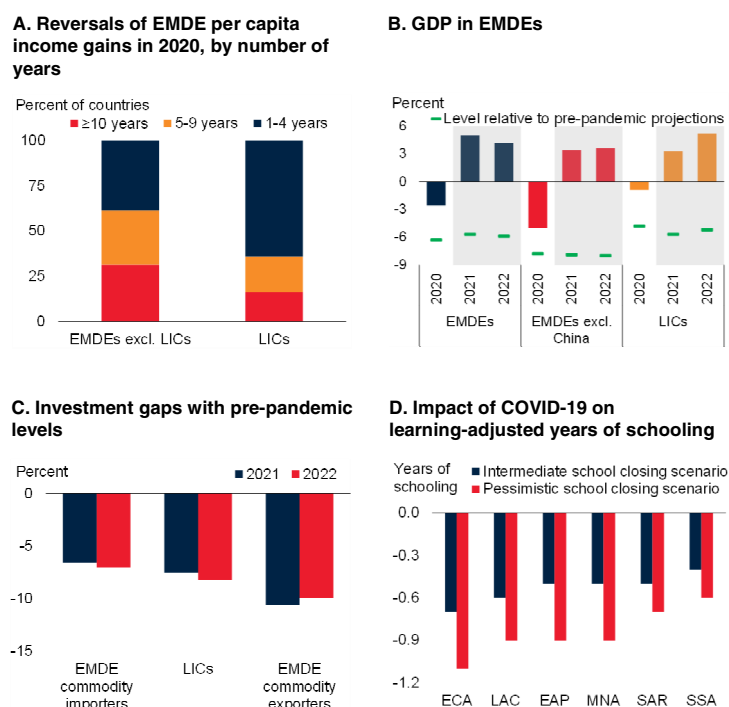 A. Reversals of EMDE per capita
income gains in 2020, by number of
years
Percent of countries
≥10 years 5-9 years 1-4 years
100
75
50
25
0
EMDEs excl. LICs LICs
B. GDP in EMDEs
Percent
Level relative to pre-pandemic projections
6
3
0
-3
-6
-9
2020 2021 2022 2020 2021 2022 2020 2021 2022
EMDEs EMDEs excl. LICs
China
C. Investment gaps with pre-pandemic
levels
Percent
2021 2022
0
-5
-10
-15
EMDE LICs EMDE
commodity commodity
importers exporters
D. Impact of COVID-19 on
learning-adjusted years of schooling
Years of
schooling
Intermediate school closing scenario
Pessimistic school closing scenario
0.0
-0.3
-0.6
-0.9
-1.2
ECA LAC EAP MNA SAR SSA